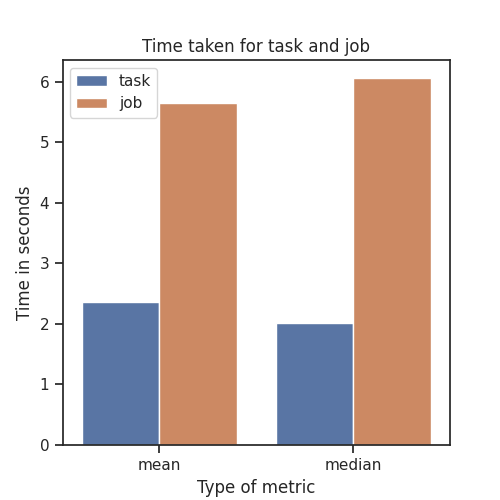 Time taken for task and job
task
job
6
5
4
3
2
1
0
Time in seconds
mean
median
Type of metric